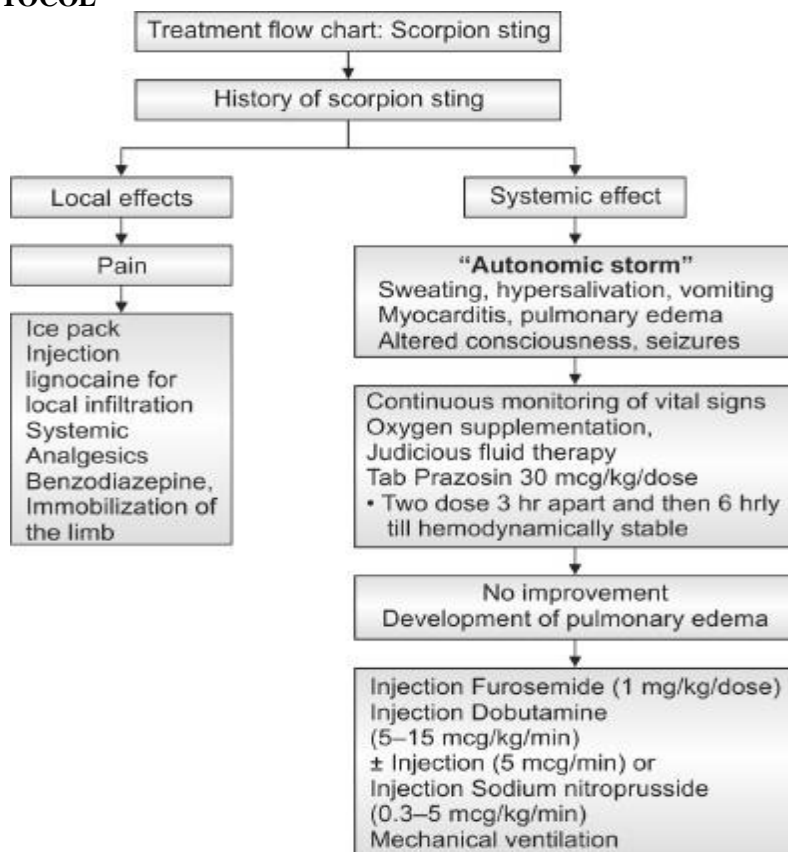 Treatment flow chart: Scorpion sting
History of scorpion sting
Local effects
Pain
Ice pack
Injection
lignocaine for
local infiltration
Systemic
Analgesics
Benzodiazepine,
Immobilization of
the limb
Systemic effect
“Autonomic storm”
Sweating, hypersalivation, vomiting
Myocarditis, pulmonary edema
Altered consciousness, seizures
Continuous monitoring of vital signs
Oxygen supplementation,
Judicious fluid therapy
Tab Prazosin 30 mcg/kg/dose
• Two dose 3 hr apart and then 6 hrly
till hemodynamically stable
No improvement
Development of pulmonary edema
Injection Furosemide (1 mg/kg/dose)
Injection Dobutamine
(5–15 mcg/kg/min)
± Injection (5 mcg/min) or
Injection Sodium nitroprusside
(0.3–5 mcg/kg/min)
Mechanical ventilation